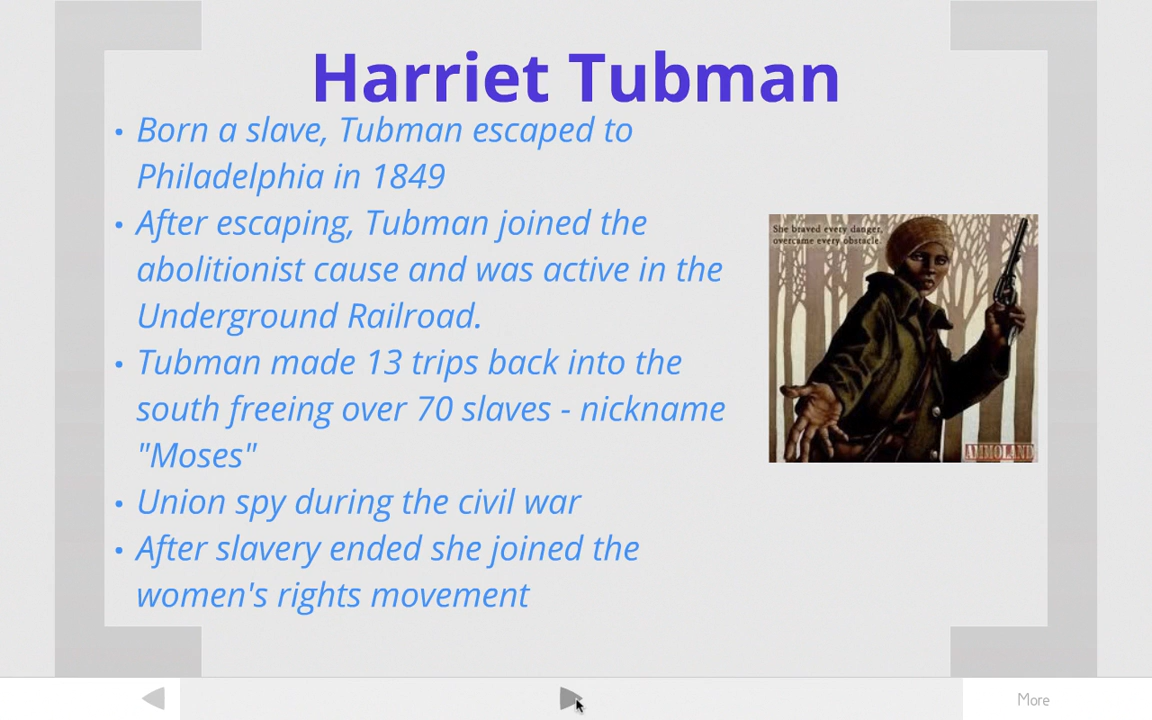 Harriet Tubman
• Born a slave, Tubman escaped to
Philadelphia in 1849
• After escaping, Tubman joined the
abolitionist cause and was active in the
Underground Railroad.
• Tubman made 13 trips back into the
south freeing over 70 slaves - nickname
"Moses"
• Union spy during the civil war
• After slavery ended she joined the
women's rights movement
She braved every danger,
overcame every obstacle.
AMMOLAND
More